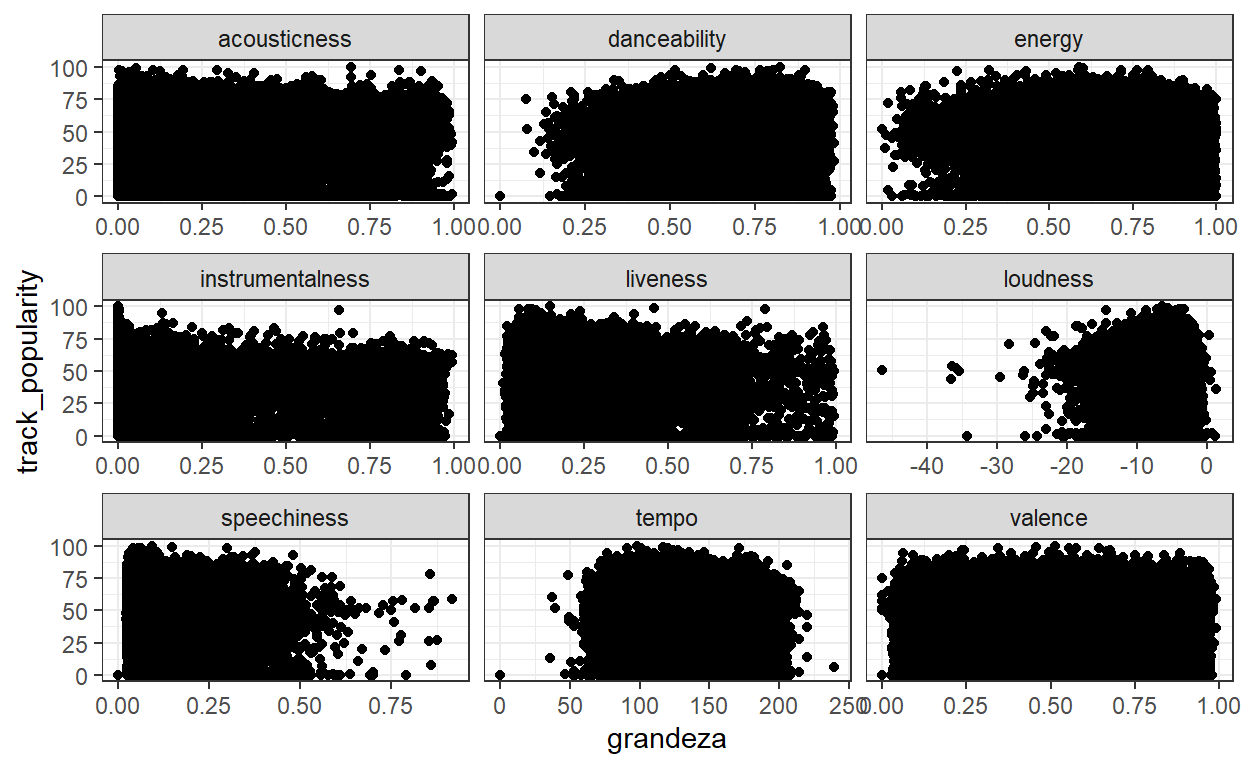 acousticness danceability energy
100
75
50
25
0
0.00 0.25 0.50 0.75 1.00 0.00 0.25 0.50 0.75 1.00 0.00 0.25 0.50 0.75 1.00
instrumentalness liveness loudness
100
75
50
25
0
0.00 0.25 0.50 0.75 1.00 0.00 0.25 0.50 0.75 1.00 -40 -30 -20 -10 0
track_popularity
speechiness tempo valence
100
75
50
25
0
0.00 0.25 0.50 0.75 0 50 100 150 200 250 0.00 0.25 0.50 0.75 1.00
grandeza